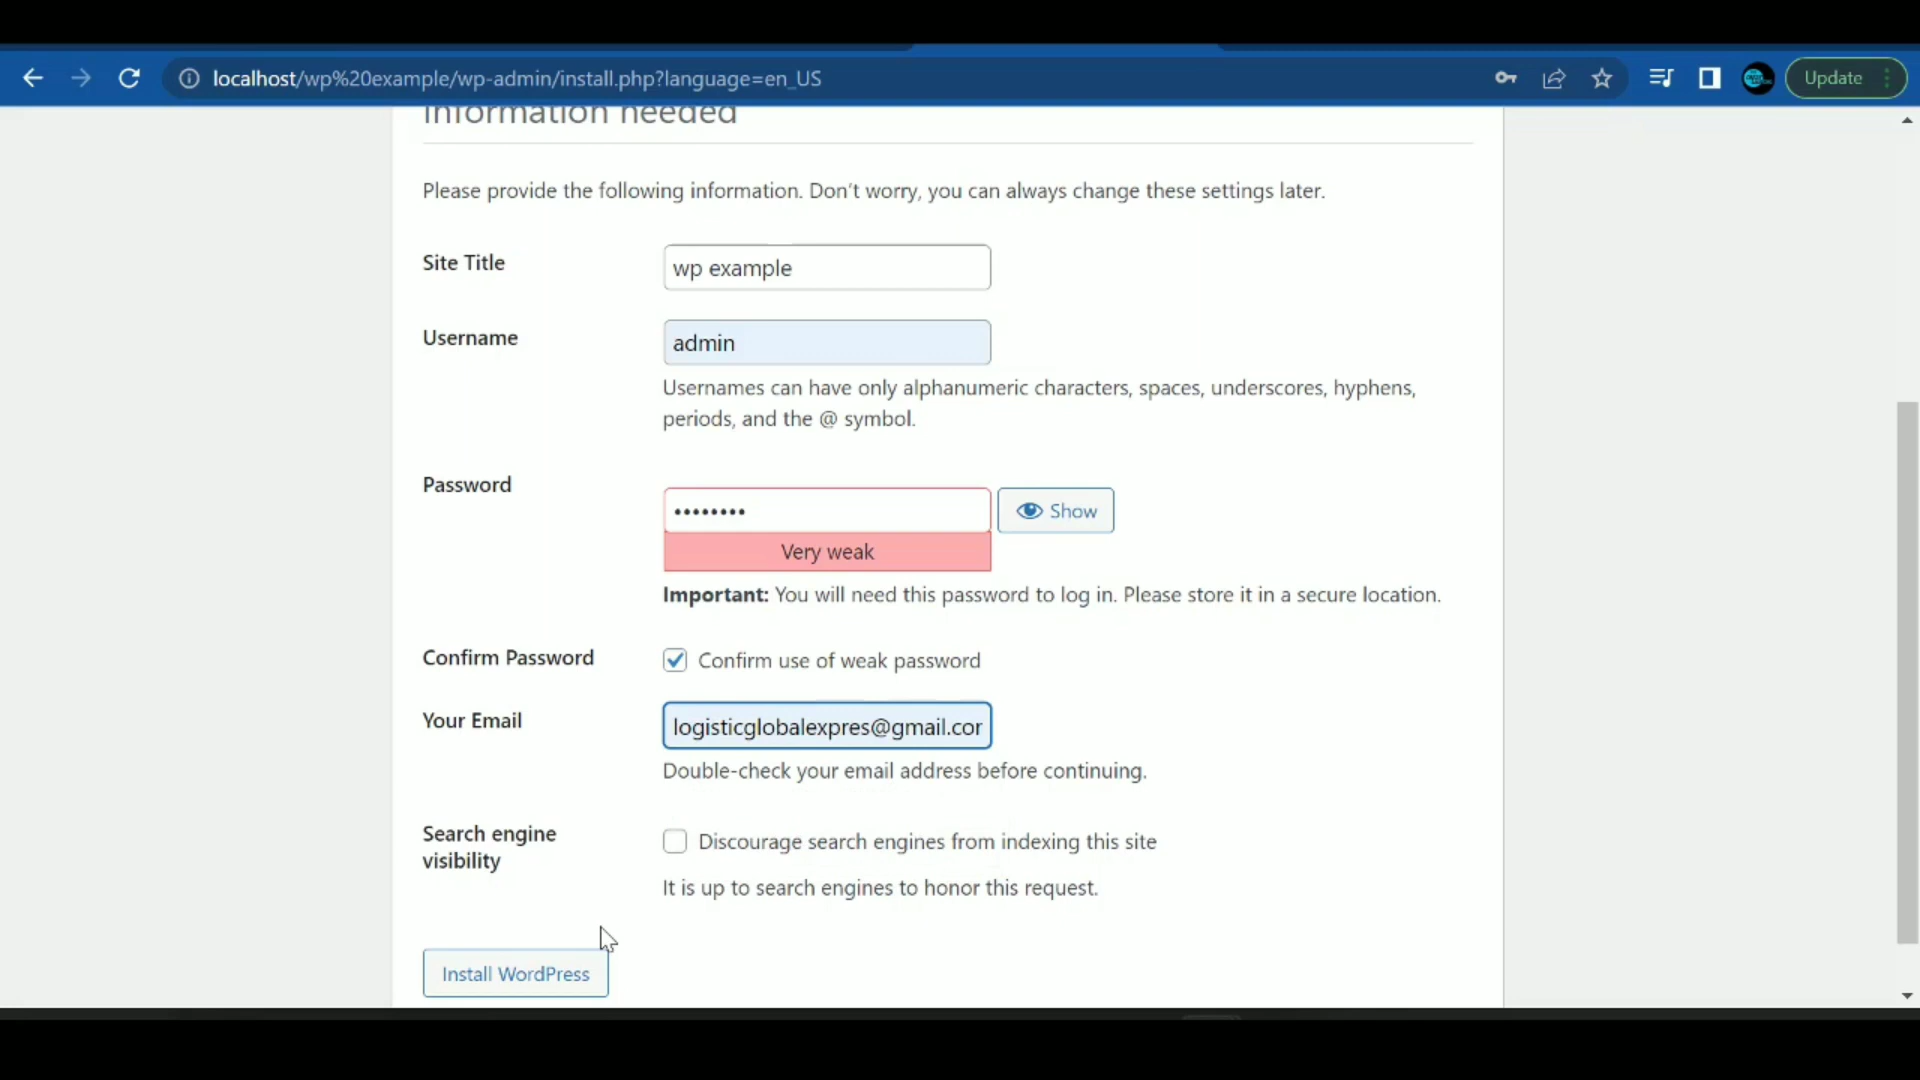 localhost/wp%20example/wp-admin/install.php?language=en_US
Update
Information needed
Please provide the following information. Don't worry, you can always change these settings later.
Site Title
wp example
Username
admin
Usernames can have only alphanumeric characters, spaces, underscores, hyphens,
periods, and the @ symbol.
Password
••••••••
Show
Very weak
Important: You will need this password to log in. Please store it in a secure location.
Confirm Password
Confirm use of weak password
Your Email
logisticglobalexpres@gmail.cor
Double-check your email address before continuing.
Search engine
visibility
Discourage search engines from indexing this site
It is up to search engines to honor this request.
Install WordPress